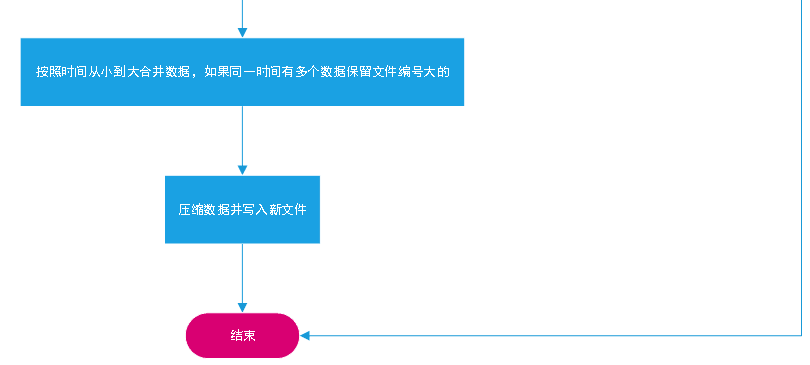 按照时间从小到大合并数据，如果同一时间有多个数据保留文件编号大的
压缩数据并写入新文件
结束